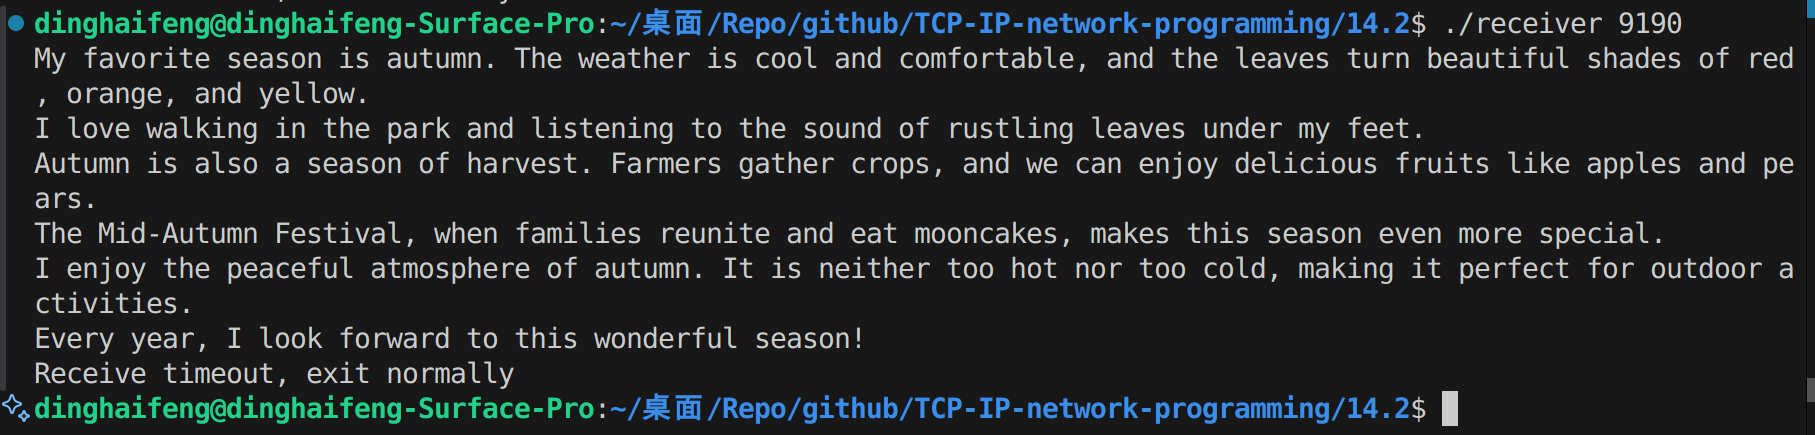 dinghaifeng@dinghaifeng-Surface-Pro:~/桌面/Repo/github/TCP-IP-network-programming/14.2$ ./receiver 9190
My favorite season is autumn. The weather is cool and comfortable, and the leaves turn beautiful shades of red
, orange, and yellow.
I love walking in the park and listening to the sound of rustling leaves under my feet.
Autumn is also a season of harvest. Farmers gather crops, and we can enjoy delicious fruits like apples and pe
ars.
The Mid-Autumn Festival, when families reunite and eat mooncakes, makes this season even more special.
I enjoy the peaceful atmosphere of autumn. It is neither too hot nor too cold, making it perfect for outdoor a
ctivities.
Every year, I look forward to this wonderful season!
Receive timeout, exit normally
dinghaifeng@dinghaifeng-Surface-Pro:~/桌面/Repo/github/TCP-IP-network-programming/14.2$